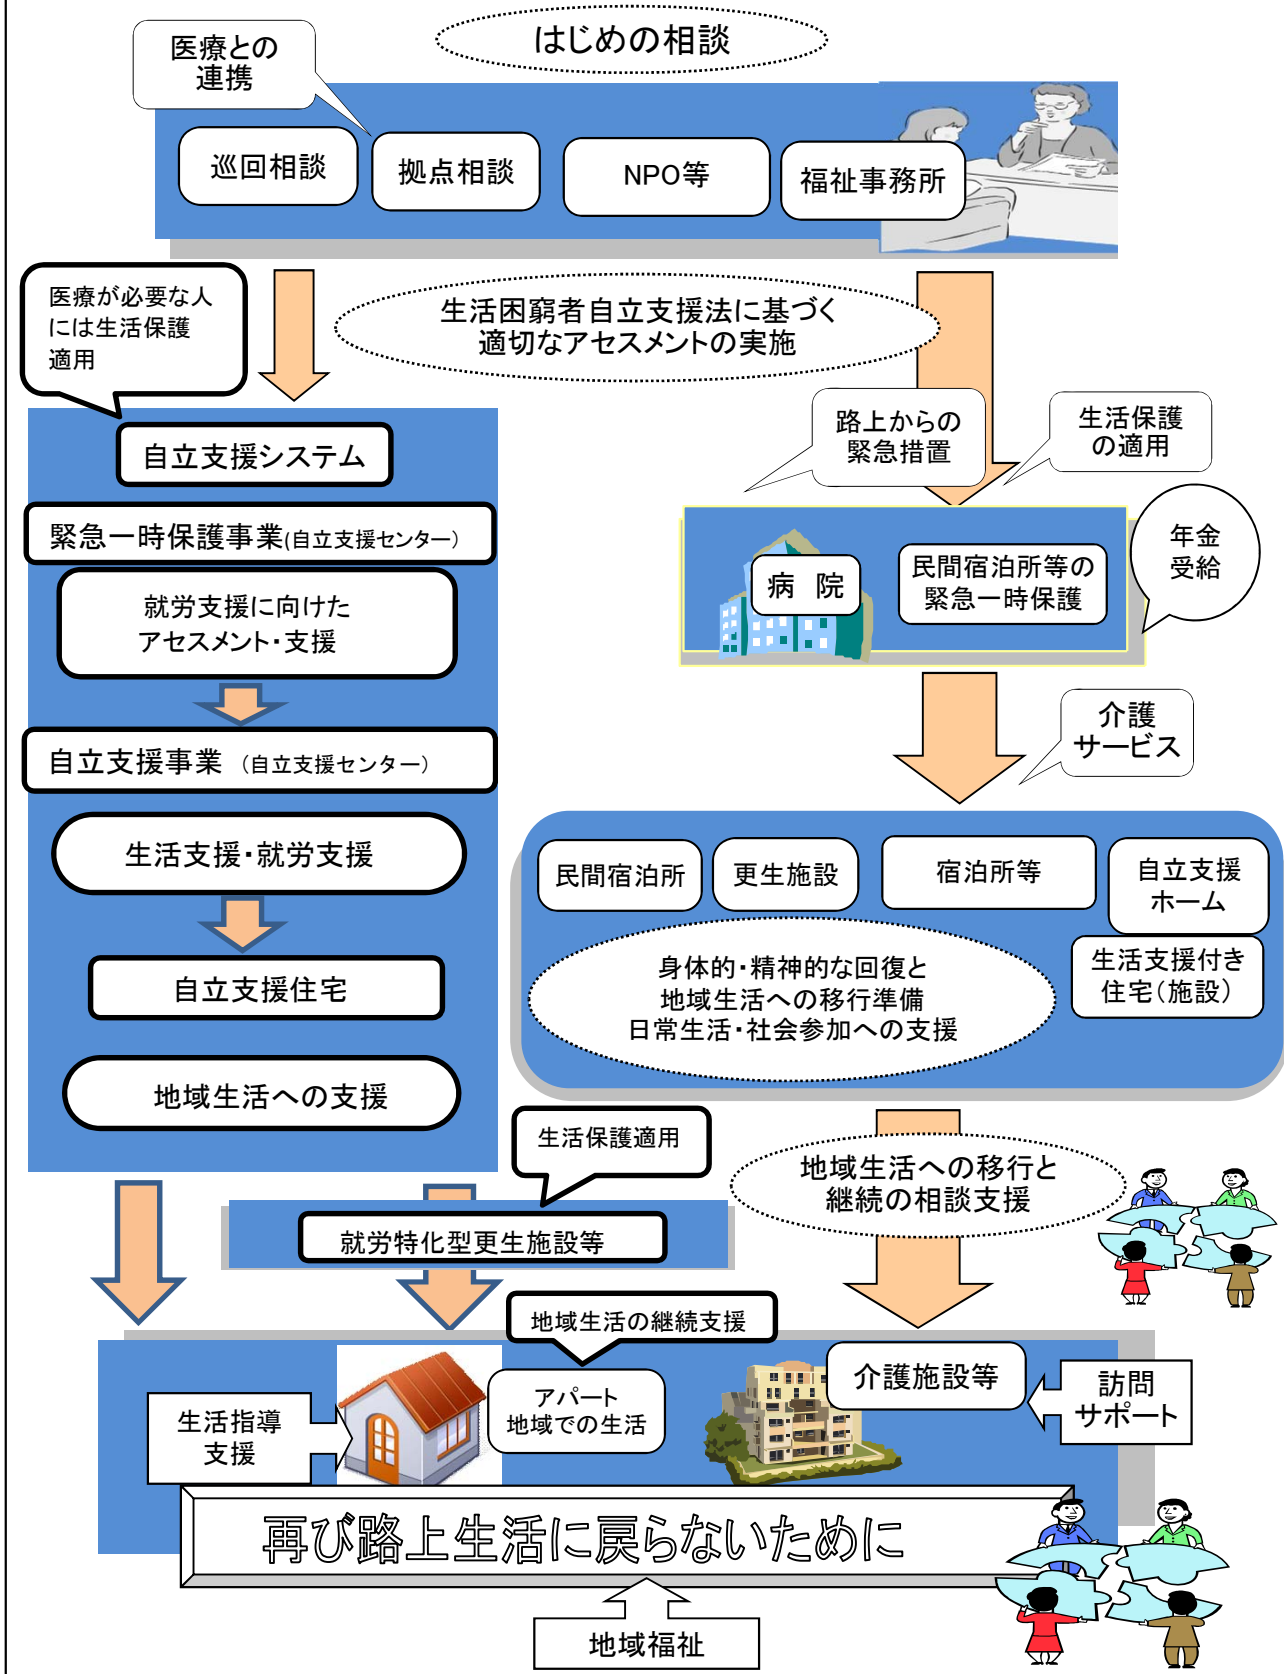 はじめの相談
医療との
連携
巡回相談
拠点相談
NPO等
福祉事務所
医療が必要な人
には生活保護
適用
生活困窮者自立支援法に基づく
適切なアセスメントの実施
路上からの
緊急措置
生活保護
の適用
自立支援システム
緊急一時保護事業(自立支援センター)
就労支援に向けた
アセスメント・支援
病 院
民間宿泊所等の
緊急一時保護
年金
受給
自立支援事業 (自立支援センター)
介護
サービス
生活支援・就労支援
民間宿泊所
更生施設
宿泊所等
自立支援
ホーム
生活支援付き
住宅(施設)
身体的・精神的な回復と
地域生活への移行準備
日常生活・社会参加への支援
自立支援住宅
地域生活への支援
生活保護適用
地域生活への移行と
継続の相談支援
就労特化型更生施設等
地域生活の継続支援
生活指導
支援
アパート
地域での生活
介護施設等
訪問
サポート
再び路上生活に戻らないために
地域福祉